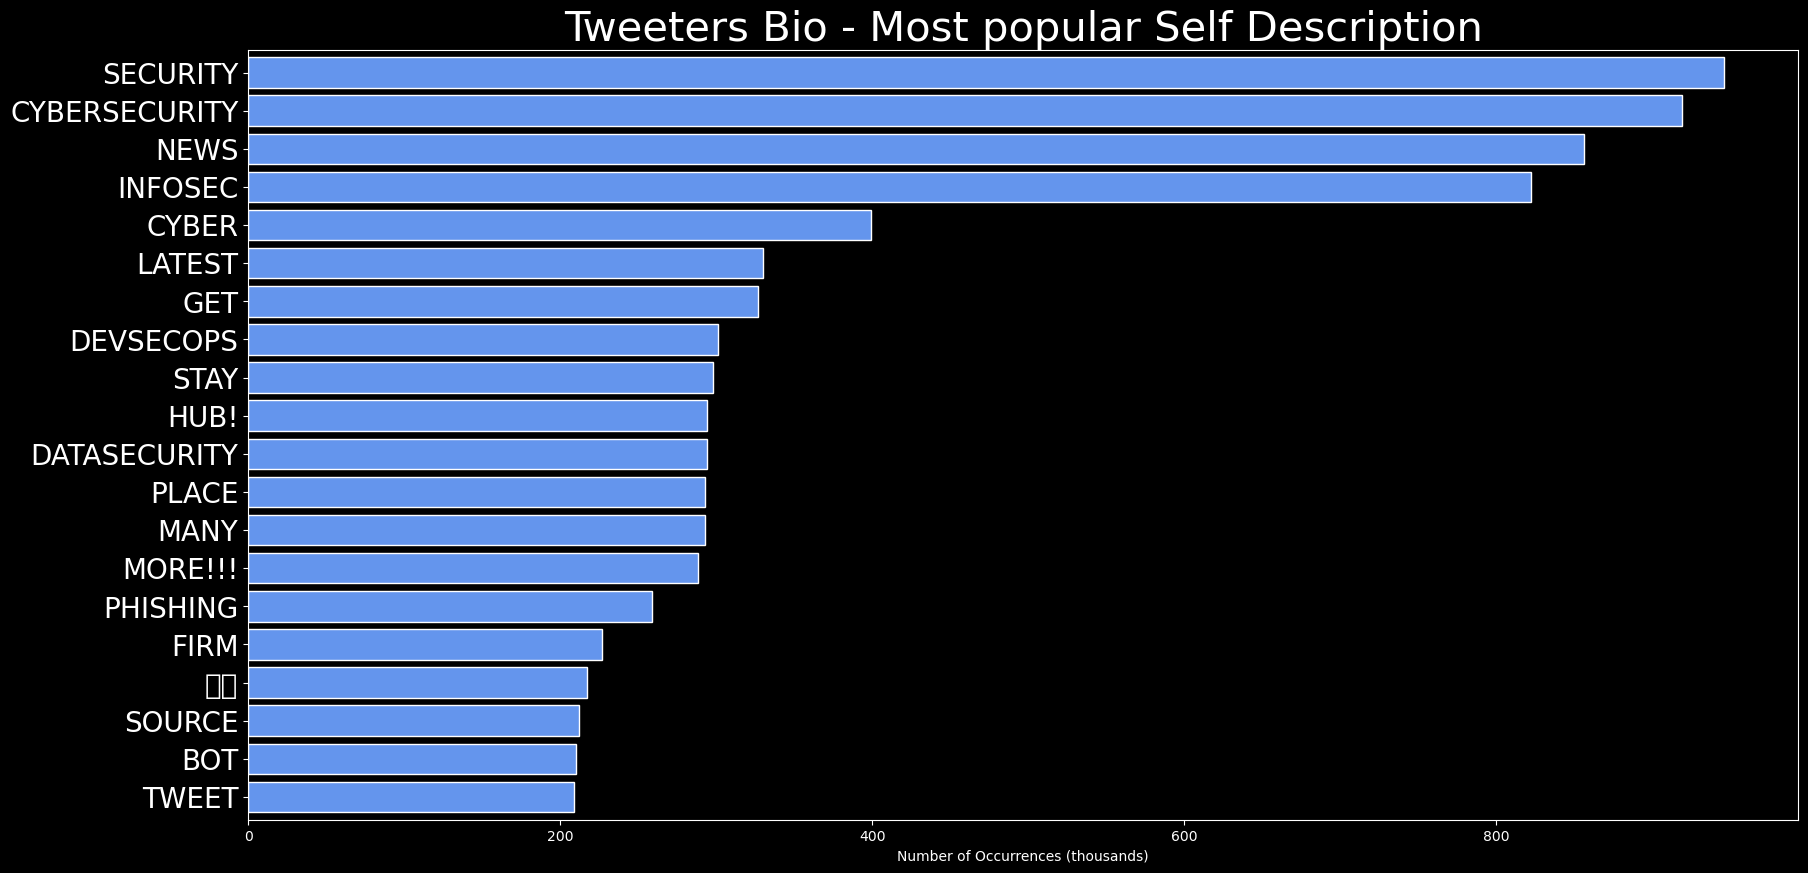 Tweeters Bio - Most popular Self Description
SECURITY
CYBERSECURITY
NEWS
INFOSEC
CYBER
LATEST
GET
DEVSECOPS
STAY
HUB!
DATASECURITY
PLACE
MANY
MORE!!!
PHISHING
FIRM
SOURCE
BOT
TWEET
0 200 400 600 800
Number of Occurrences (thousands)